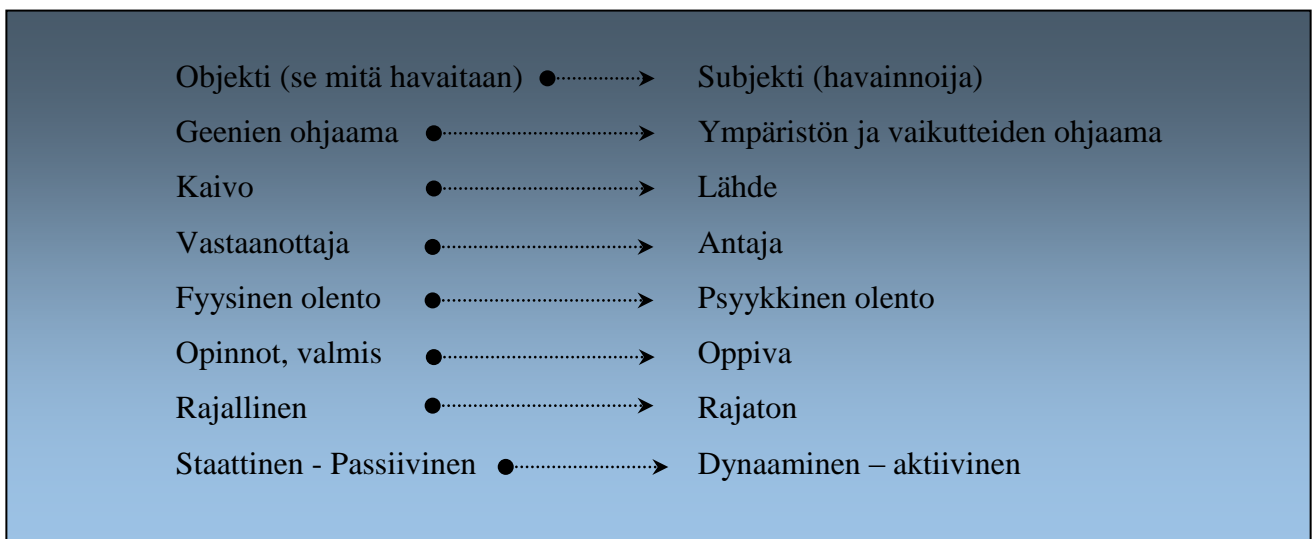 Objekti (se mitä havaitaan) Subjekti (havainnoija)
Geenien ohjaama Ympäristön ja vaikutteiden ohjaama
Kaivo Lähde
Vastaanottaja Antaja
Fyysinen olento Psyykkinen olento
Opinnot, valmis Oppiva
Rajallinen Rajaton
Staattinen - Passiivinen Dynaaminen – aktiivinen